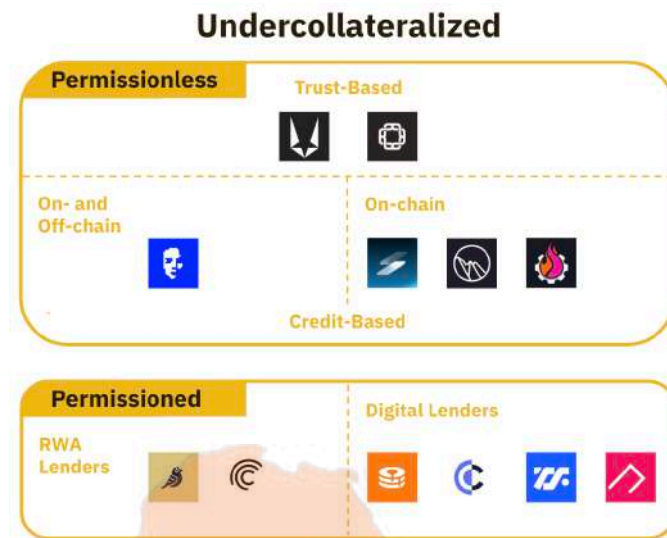 Undercollateralized
Permissionless
Trust-Based
On- and
Off-chain
On-chain
Credit-Based
Permissioned
RWA
Lenders
Digital Lenders